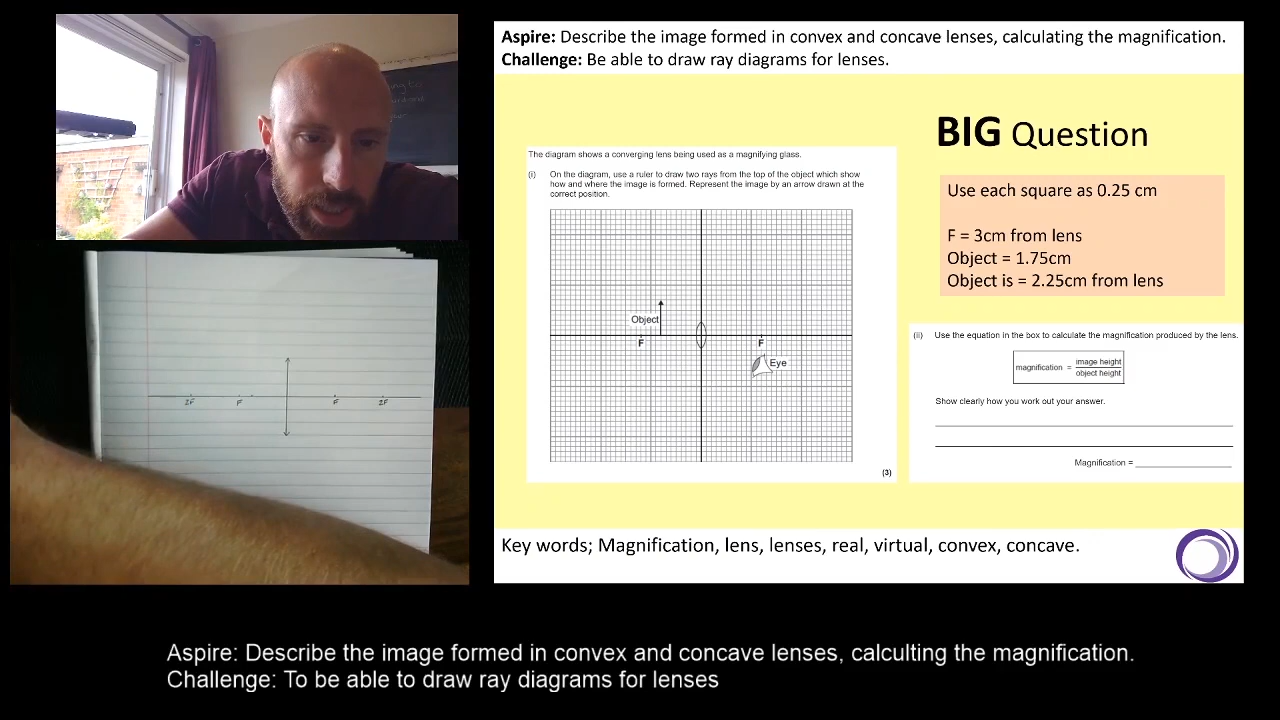 Aspire: Describe the image formed in convex and concave lenses, calculating the magnification.
Challenge: Be able to draw ray diagrams for lenses.
BIG Question
The diagram shows a converging lens being used as a magnifying glass.
(i) On the diagram, use a ruler to draw two rays from the top of the object which show
how and where the image is formed. Represent the image by an arrow drawn at the
correct position.
Object
F
F
Eye
(3)
Use each square as 0.25 cm
F = 3cm from lens
Object = 1.75cm
Object is = 2.25cm from lens
(ii) Use the equation in the box to calculate the magnification produced by the lens.
magnification = image height
object height
Show clearly how you work out your answer.
Magnification =
2F F F 2F
Key words; Magnification, lens, lenses, real, virtual, convex, concave.
Aspire: Describe the image formed in convex and concave lenses, calculting the magnification.
Challenge: To be able to draw ray diagrams for lenses